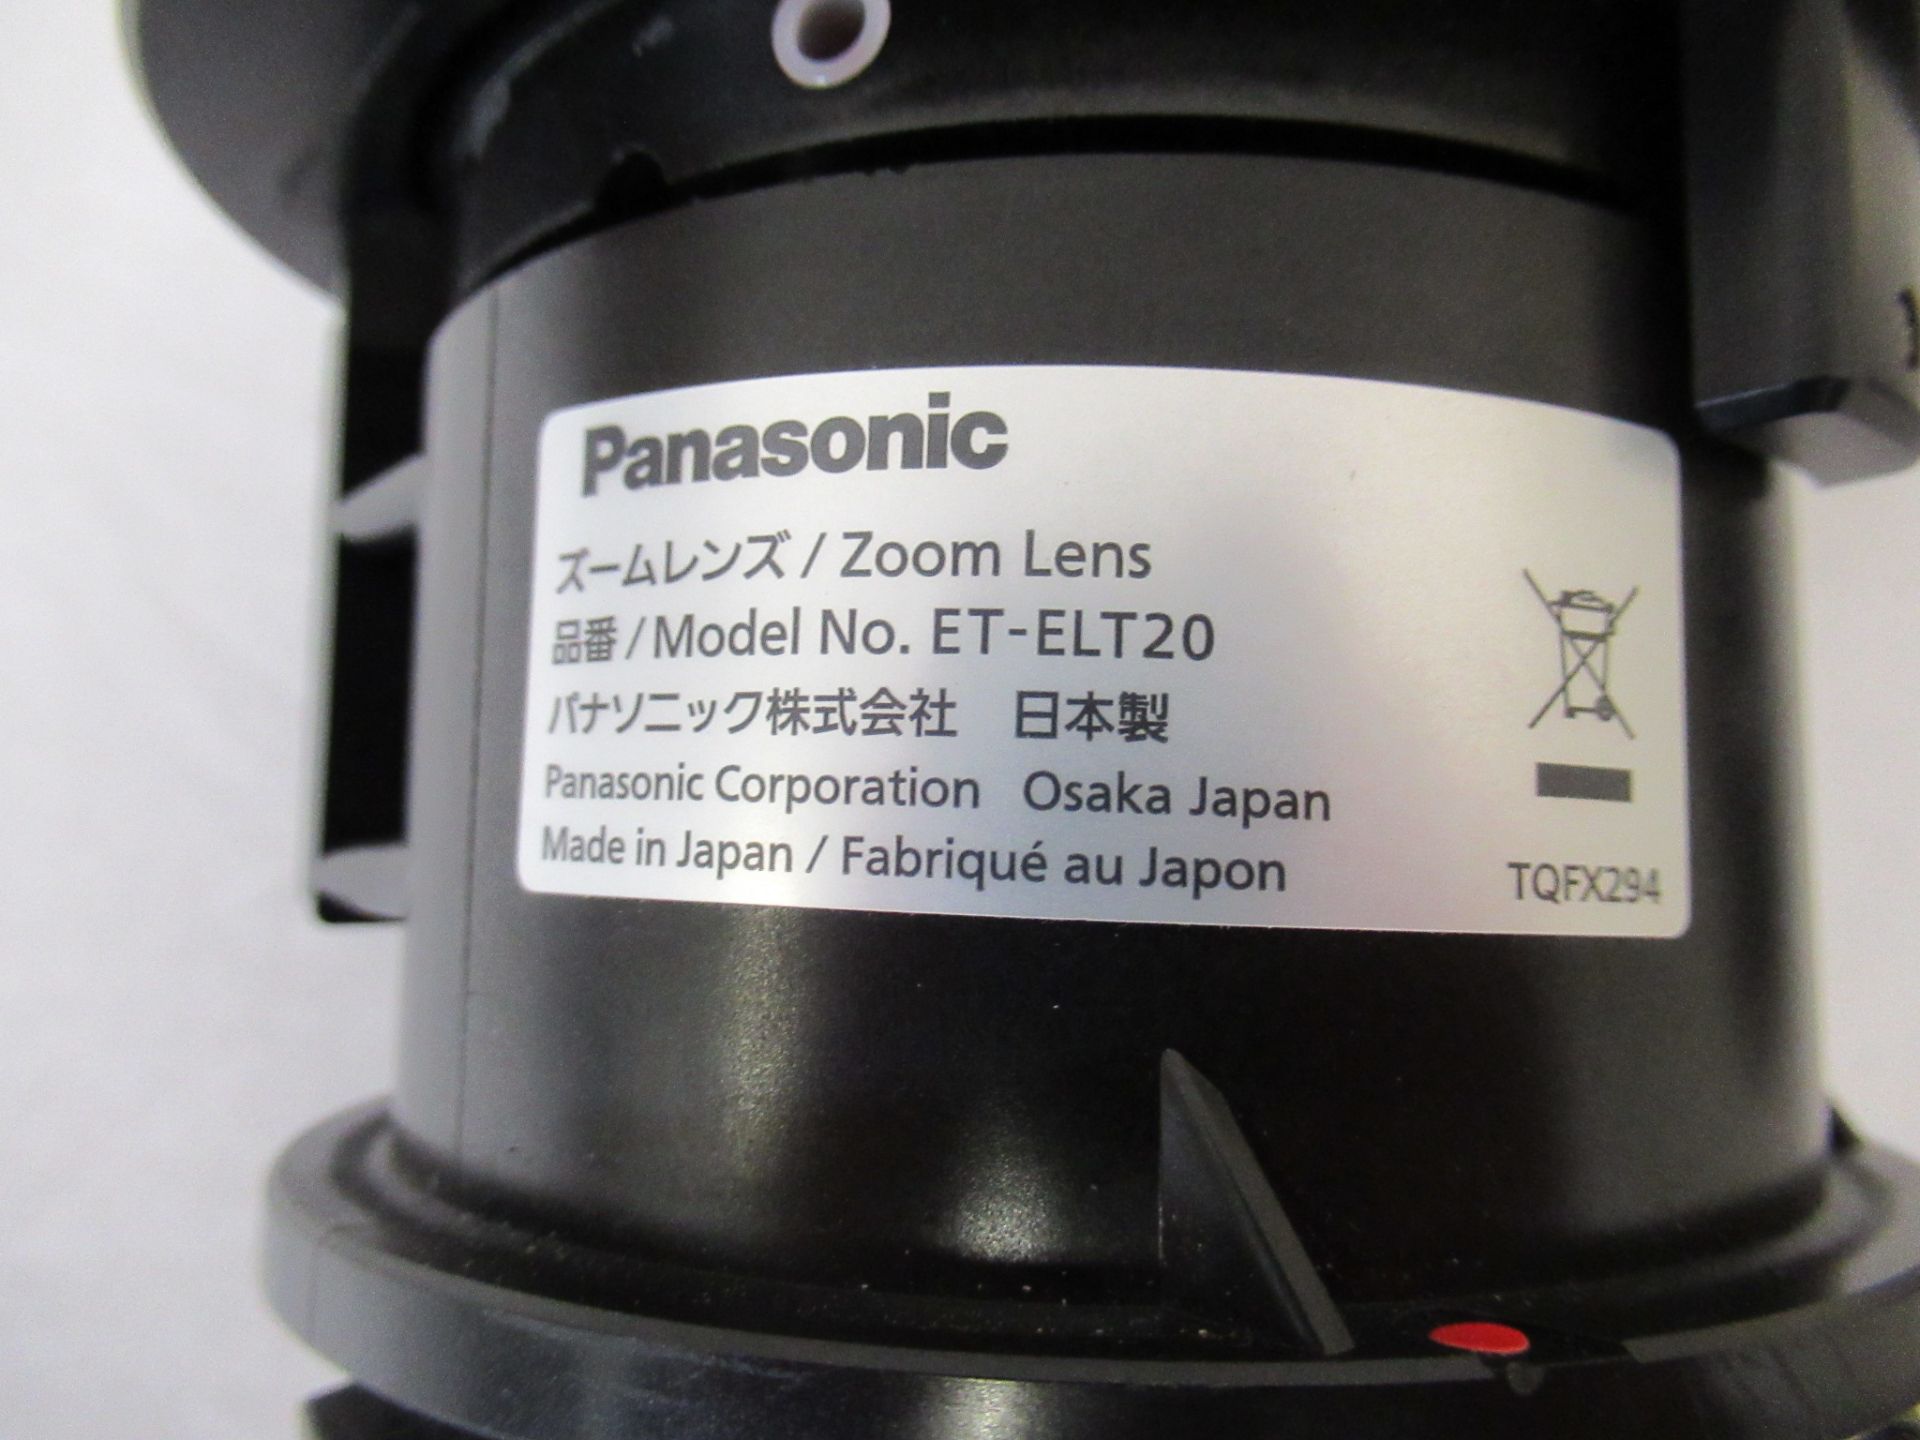 Panasonic
ズームレンズ / Zoom Lens
品番 / Model No. ET-ELT20
パナソニック株式会社 日本製
Panasonic Corporation Osaka Japan
Made in Japan / Fabriqué au Japon
TQFX294